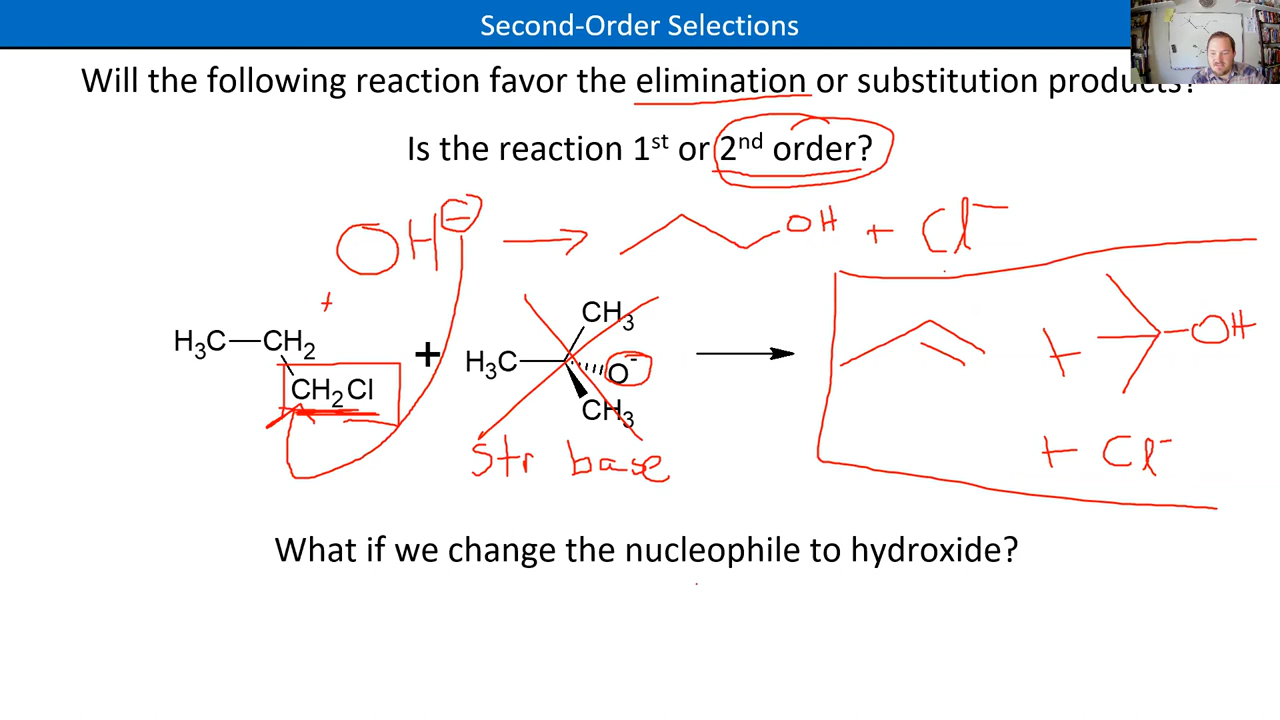 Second-Order Selections
Will the following reaction favor the elimination or substitution products?
Is the reaction 1st or 2nd order?
OH⊖ → OH + Cl⁻
+
H₃C—CH₂
CH₂Cl
+
CH₃
H₃C
O⁻
CH₃
Str base
+ OH
+ Cl⁻
What if we change the nucleophile to hydroxide?